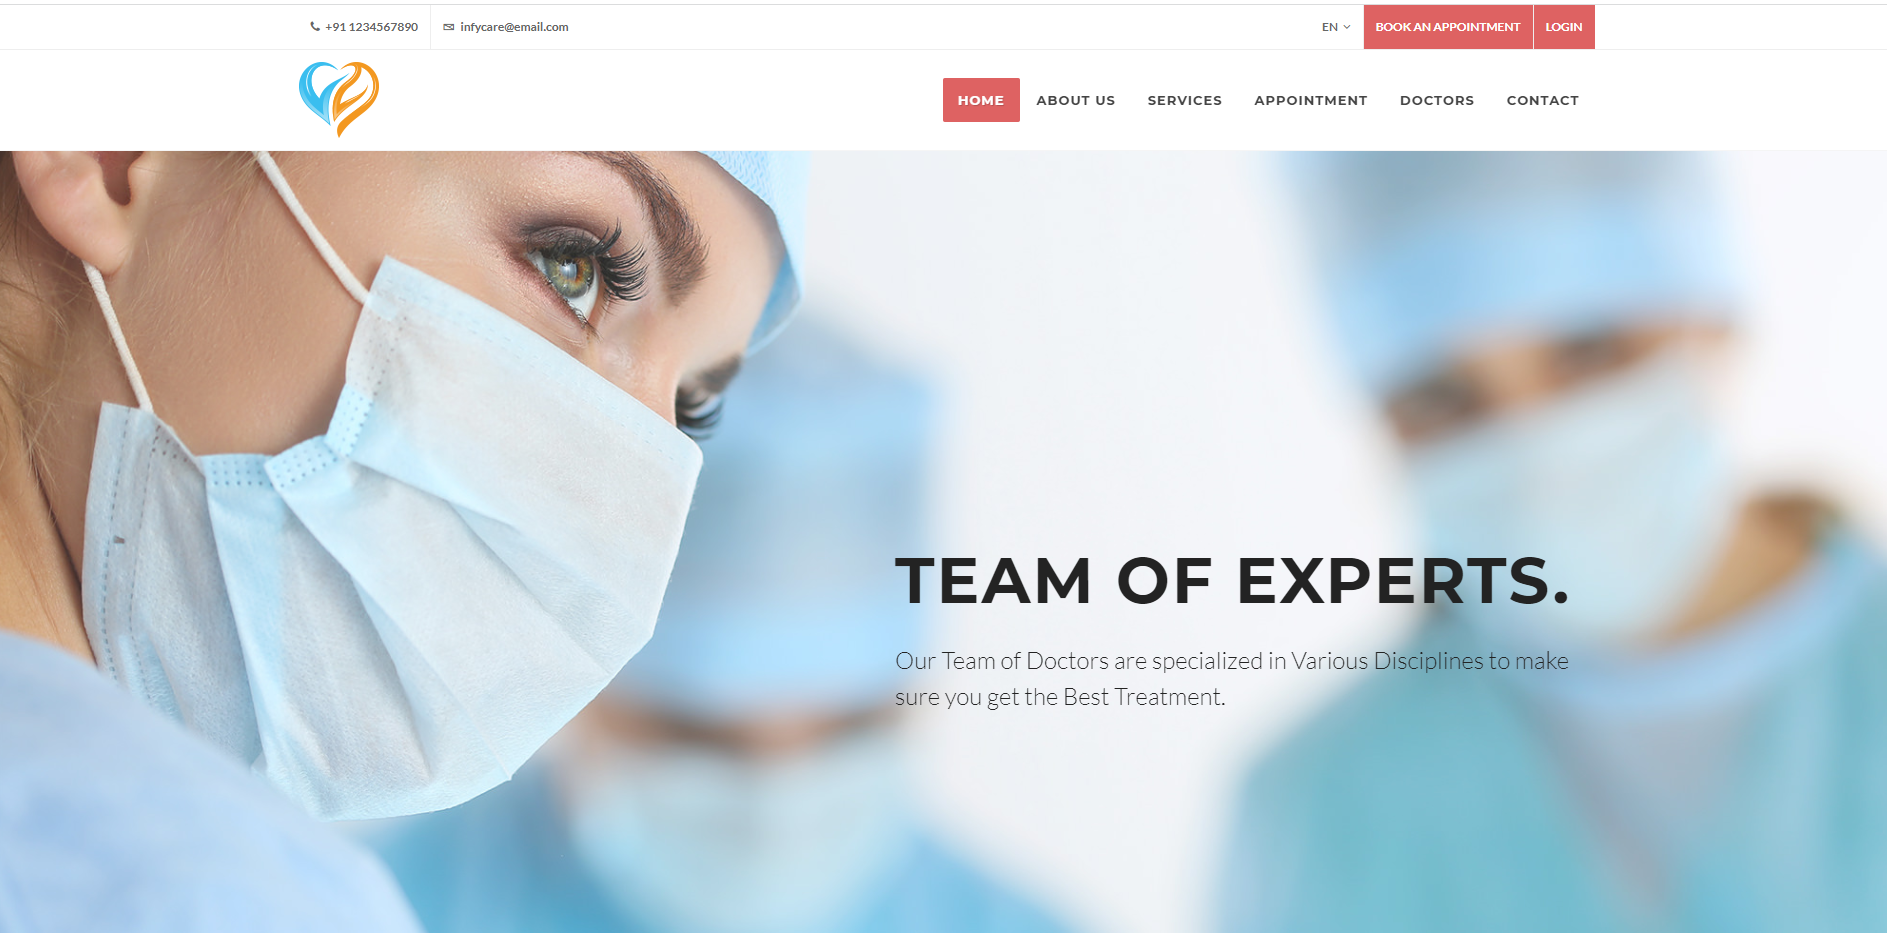 +91 1234567890 infycare@email.com EN BOOK AN APPOINTMENT LOGIN
HOME ABOUT US SERVICES APPOINTMENT DOCTORS CONTACT
TEAM OF EXPERTS.
Our Team of Doctors are specialized in Various Disciplines to make
sure you get the Best Treatment.